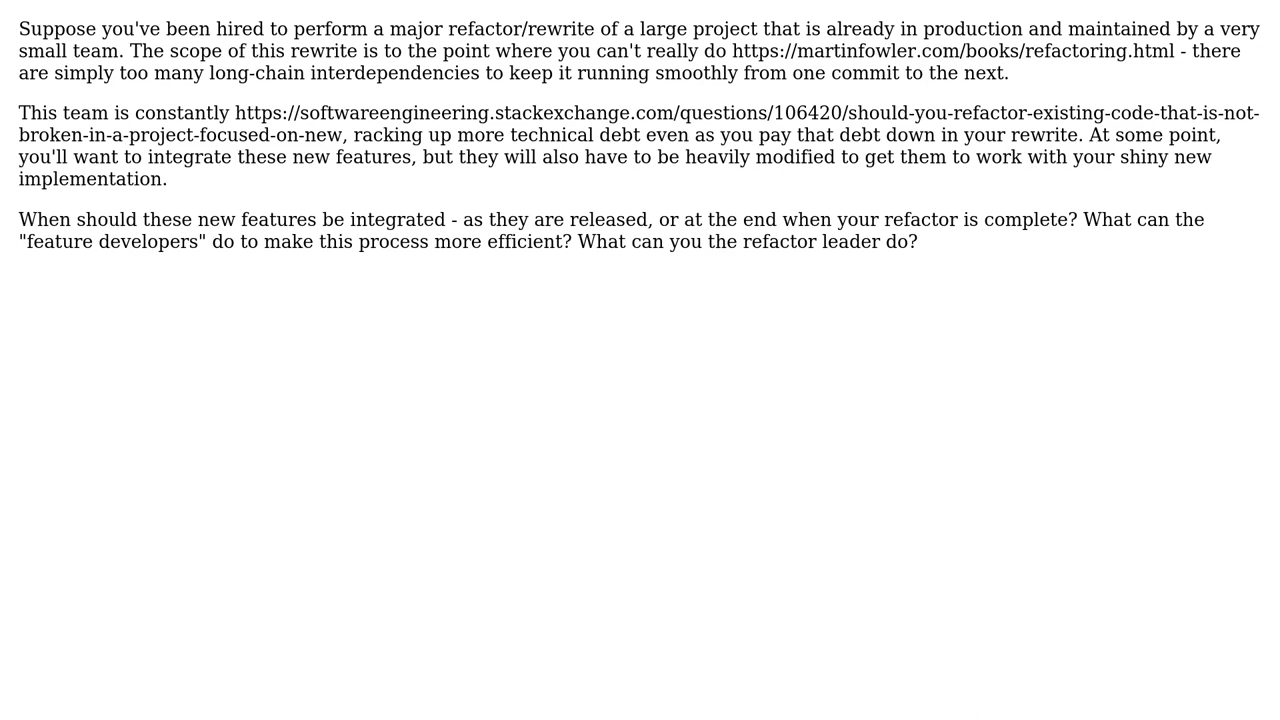 Suppose you've been hired to perform a major refactor/rewrite of a large project that is already in production and maintained by a very
small team. The scope of this rewrite is to the point where you can't really do https://martinfowler.com/books/refactoring.html - there
are simply too many long-chain interdependencies to keep it running smoothly from one commit to the next.
This team is constantly https://softwareengineering.stackexchange.com/questions/106420/should-you-refactor-existing-code-that-is-not-
broken-in-a-project-focused-on-new, racking up more technical debt even as you pay that debt down in your rewrite. At some point,
you'll want to integrate these new features, but they will also have to be heavily modified to get them to work with your shiny new
implementation.
When should these new features be integrated - as they are released, or at the end when your refactor is complete? What can the
"feature developers" do to make this process more efficient? What can you the refactor leader do?